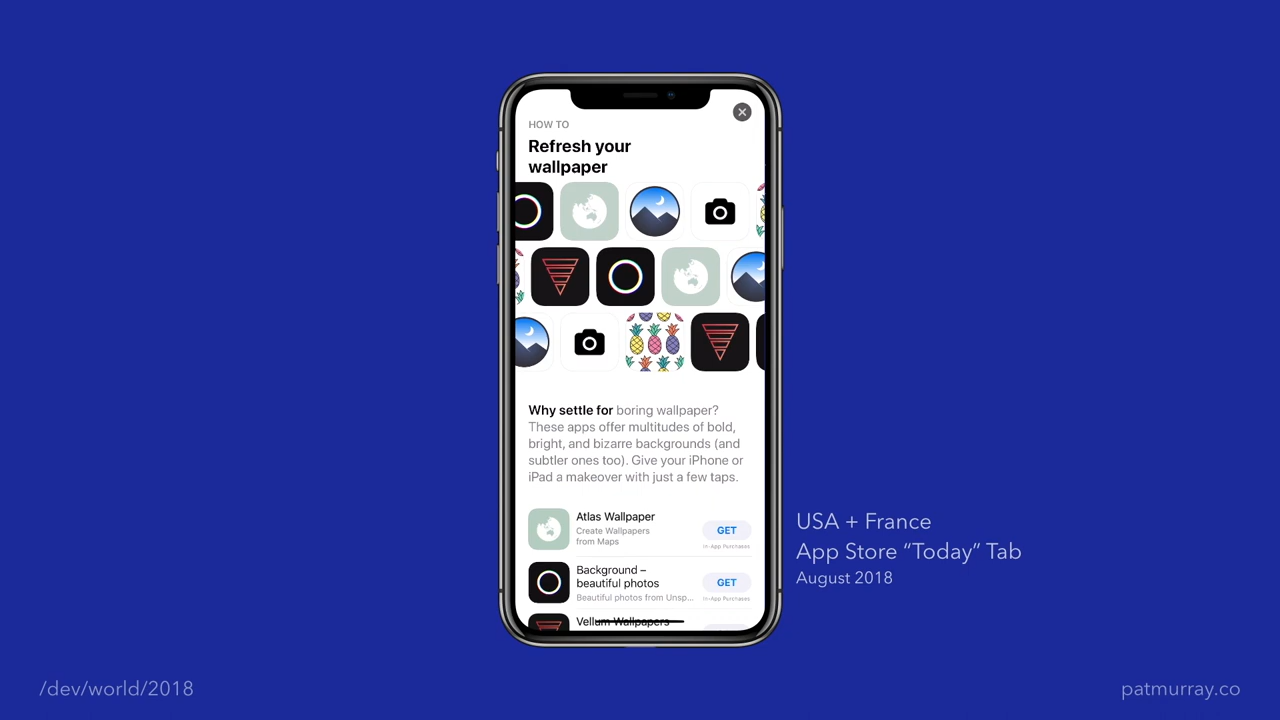 HOW TO
Refresh your
wallpaper
Why settle for boring wallpaper?
These apps offer multitudes of bold,
bright, and bizarre backgrounds (and
subtler ones too). Give your iPhone or
iPad a makeover with just a few taps.
Atlas Wallpaper
Create Wallpapers
from Maps
GET
In-App Purchases
Background –
beautiful photos
Beautiful photos from Unsp...
GET
In-App Purchases
Vellum Wallpapers
USA + France
App Store “Today” Tab
August 2018
/dev/world/2018
patmurray.co